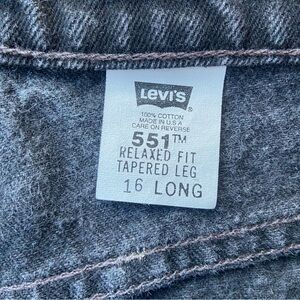 LEVI'S®
100% COTTON
MADE IN U.S.A
CARE ON REVERSE
551™
RELAXED FIT
TAPERED LEG
16 LONG